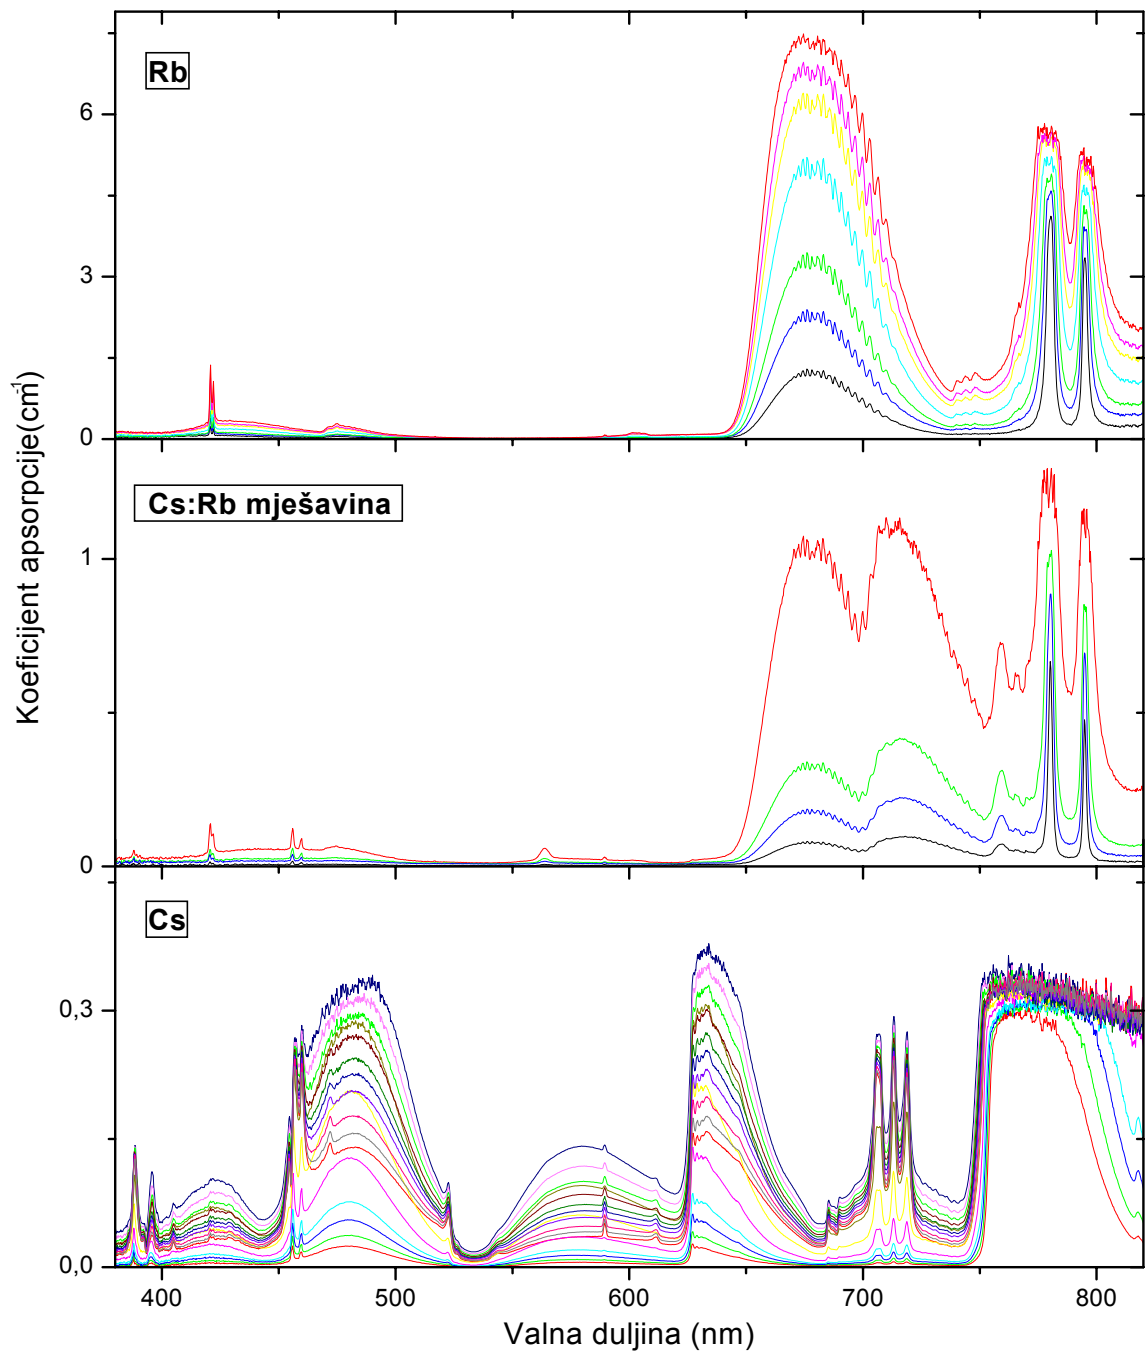 Rb
6
3
0
Cs:Rb mješavina
1
0
Cs
0,3
0,0
Koeficijent apsorpcije(cm⁻¹)
400
500
600
700
800
Valna duljina (nm)